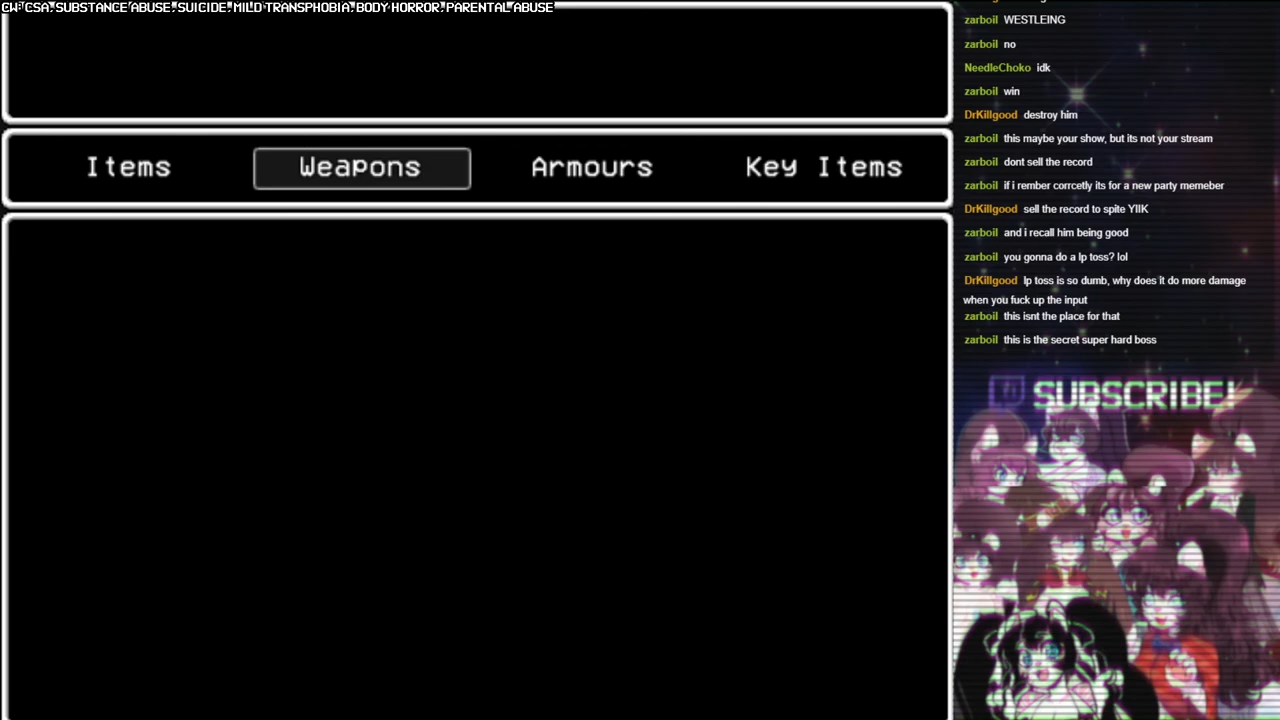 CW: CSA, SUBSTANCE ABUSE, SUICIDE, MILD TRANSPHOBIA, BODY HORROR, PARENTAL ABUSE
Items Weapons Armours Key Items
zarboil WESTLEING
zarboil no
NeedleChoko idk
zarboil win
DrKillgood destroy him
zarboil this maybe your show, but its not your stream
zarboil dont sell the record
zarboil if i rember corrcetly its for a new party memeber
DrKillgood sell the record to spite YIIK
zarboil and i recall him being good
zarboil you gonna do a lp toss? lol
DrKillgood lp toss is so dumb, why does it do more damage
when you fuck up the input
zarboil this isnt the place for that
zarboil this is the secret super hard boss
SUBSCRIBE!